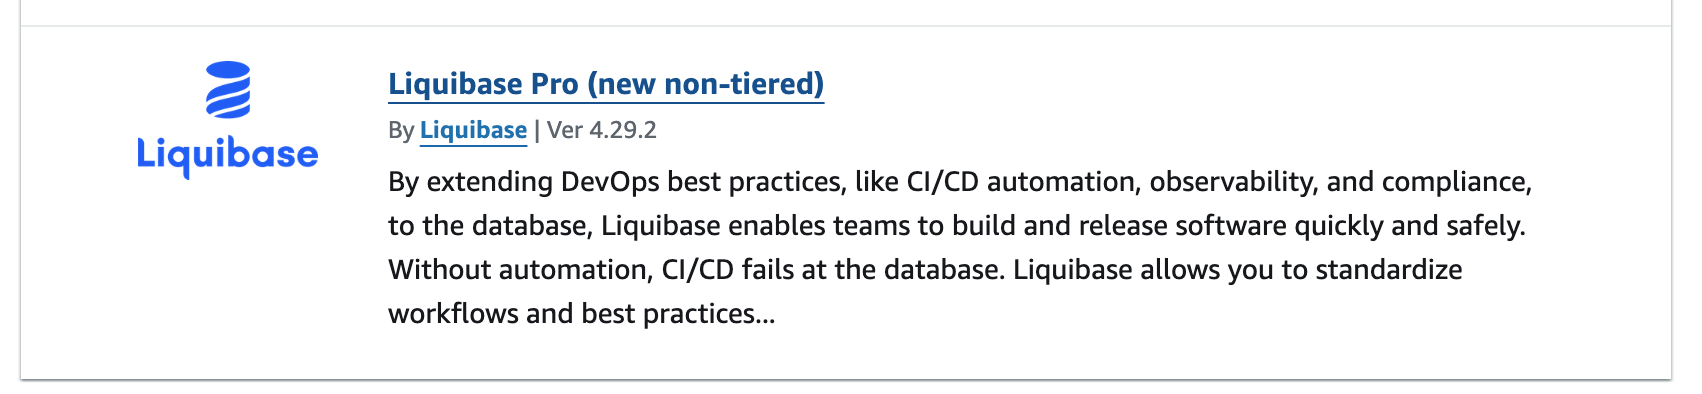 Liquibase
Liquibase Pro (new non-tiered)
By Liquibase | Ver 4.29.2
By extending DevOps best practices, like CI/CD automation, observability, and compliance,
to the database, Liquibase enables teams to build and release software quickly and safely.
Without automation, CI/CD fails at the database. Liquibase allows you to standardize
workflows and best practices...